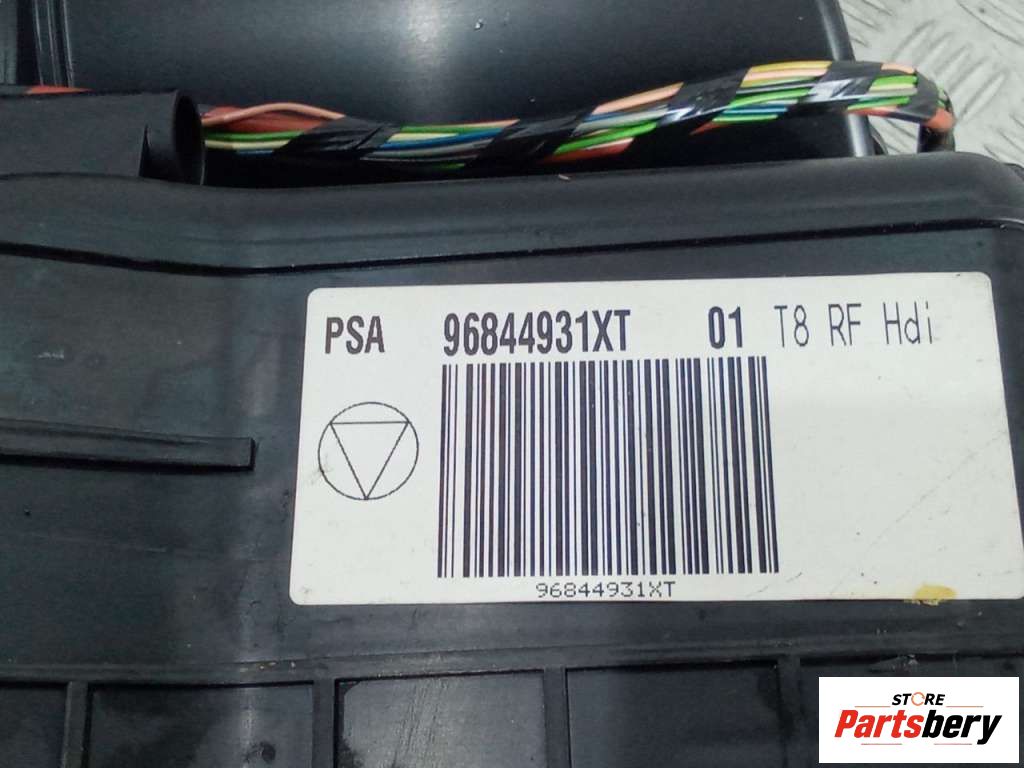 PSA 96844931XT 01 T8 RF Hdi
96844931XT
STORE
Partsbery